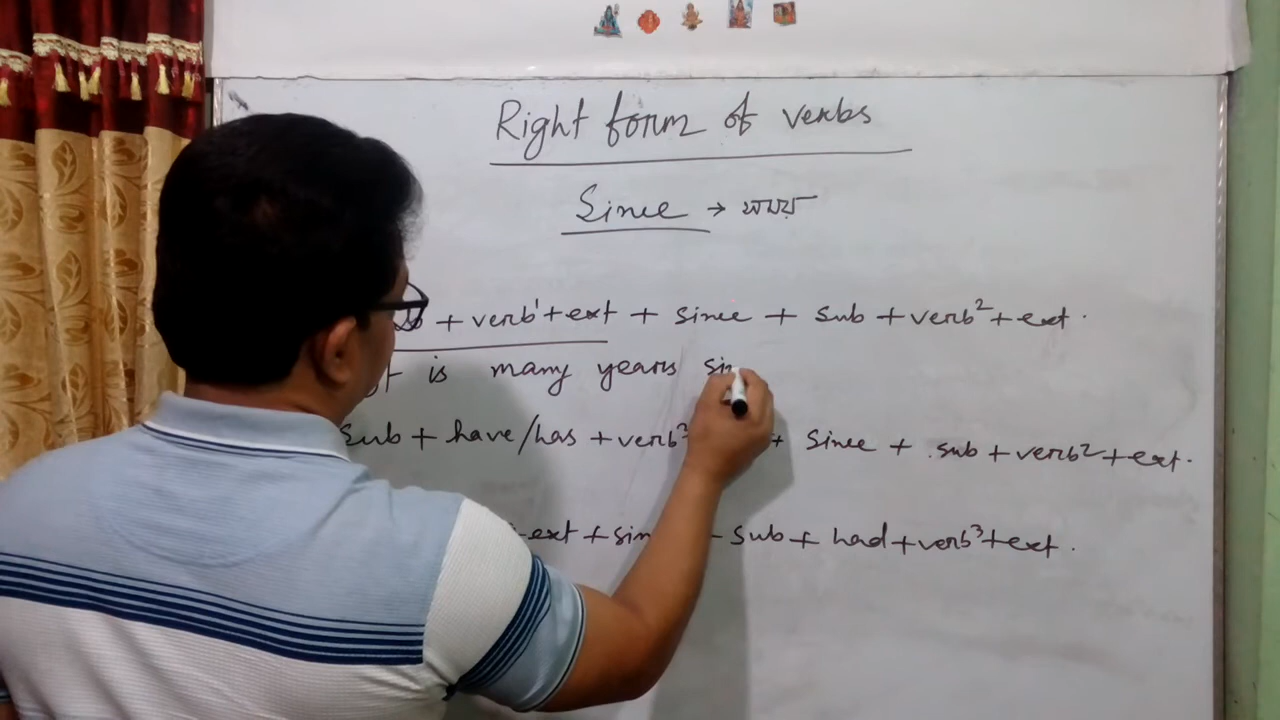 Right form of verbs
Since →
+ verb¹ + ext + since + sub + verb² + ext.
is many years sin
sub + have/has + verb³ + since + sub + verb² + ext.
ext + sin sub + had + verb³ + ext.